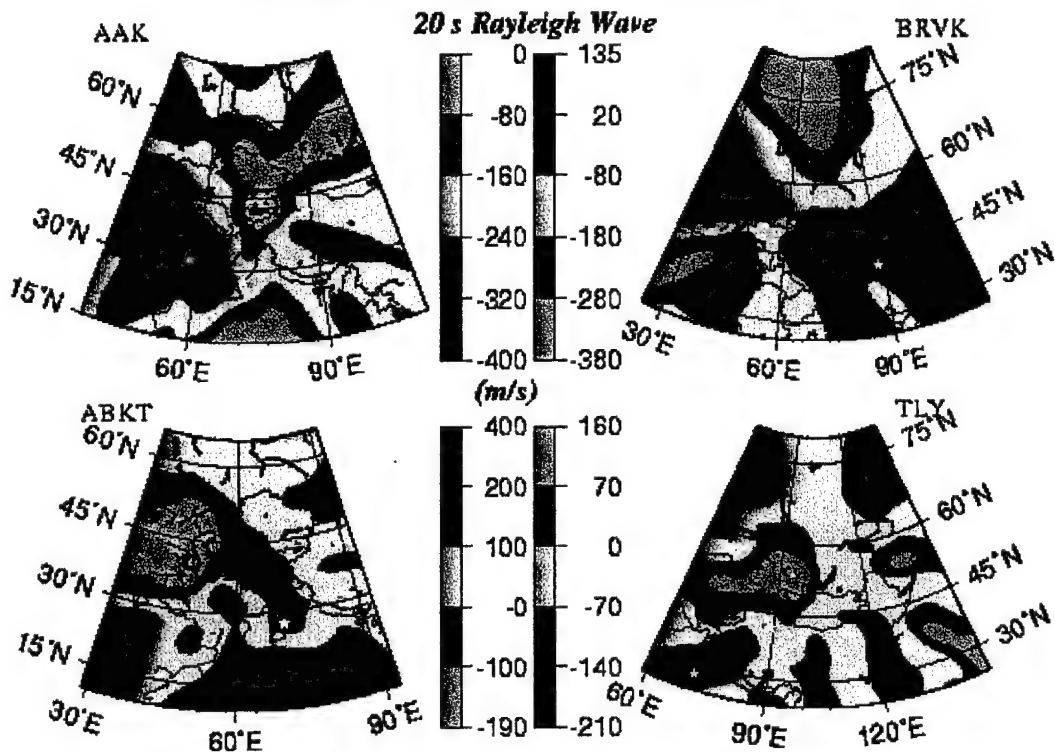 20 s Rayleigh Wave
AAK
60°N
45°N
30°N
15°N
60°E
90°E
0
-80
-160
-240
-320
-400
135
20
-80
-180
-280
-380
BRVK
75°N
60°N
45°N
30°N
30°E
60°E
90°E
(m/s)
ABKT
60°N
45°N
30°N
15°N
30°E
60°E
90°E
400
200
100
-0
-100
-190
160
70
0
-70
-140
-210
TLY
75°N
60°N
45°N
30°N
60°E
90°E
120°E